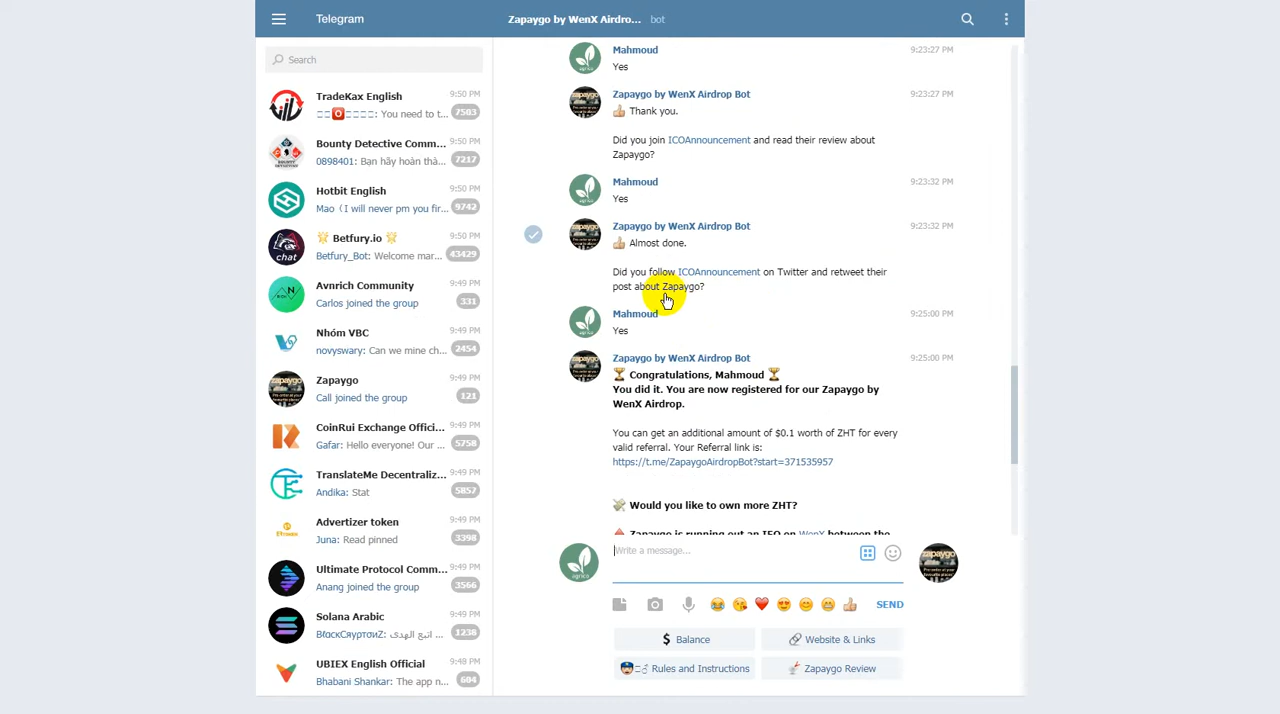 Telegram
Zapaygo by WenX Airdro... bot
Search
TradeKax English 9:50 PM
You need to t... 7503
Bounty Detective Comm... 9:50 PM
0898401: Bạn hãy hoàn thà... 7217
Hotbit English 9:50 PM
Mao（I will never pm you fir... 9742
Betfury.io 9:50 PM
Betfury_Bot: Welcome mar... 43429
chat
Avnrich Community 9:49 PM
Carlos joined the group 331
Nhóm VBC 9:49 PM
novyswary: Can we mine ch... 2454
Zapaygo 9:49 PM
Call joined the group 121
CoinRui Exchange Offici... 9:49 PM
Gafar: Hello everyone! Our ... 5758
TranslateMe Decentraliz... 9:49 PM
Andika: Stat 5857
Advertizer token 9:49 PM
Juna: Read pinned 3398
Ultimate Protocol Comm... 9:49 PM
Anang joined the group 3566
Solana Arabic 9:49 PM
اتبع الهدى ... 1238
UBIEX English Official 9:48 PM
Bhabani Shankar: The app n... 604
Mahmoud 9:23:27 PM
Yes
agrico
Zapaygo by WenX Airdrop Bot 9:23:27 PM
👍 Thank you.
Did you join ICOAnnouncement and read their review about
Zapaygo?
Mahmoud 9:23:32 PM
Yes
agrico
Zapaygo by WenX Airdrop Bot 9:23:32 PM
👍 Almost done.
Did you follow ICOAnnouncement on Twitter and retweet their
post about Zapaygo?
Mahmoud 9:25:00 PM
Yes
agrico
Zapaygo by WenX Airdrop Bot 9:25:00 PM
🏆 Congratulations, Mahmoud 🏆
You did it. You are now registered for our Zapaygo by
WenX Airdrop.
You can get an additional amount of $0.1 worth of ZHT for every
valid referral. Your Referral link is:
https://t.me/ZapaygoAirdropBot?start=371535957
💸 Would you like to own more ZHT?
Zapaygo is running out an IEO on WenX between the
Write a message...
agrico
zapaygo
SEND
Balance
Website & Links
Rules and Instructions
Zapaygo Review